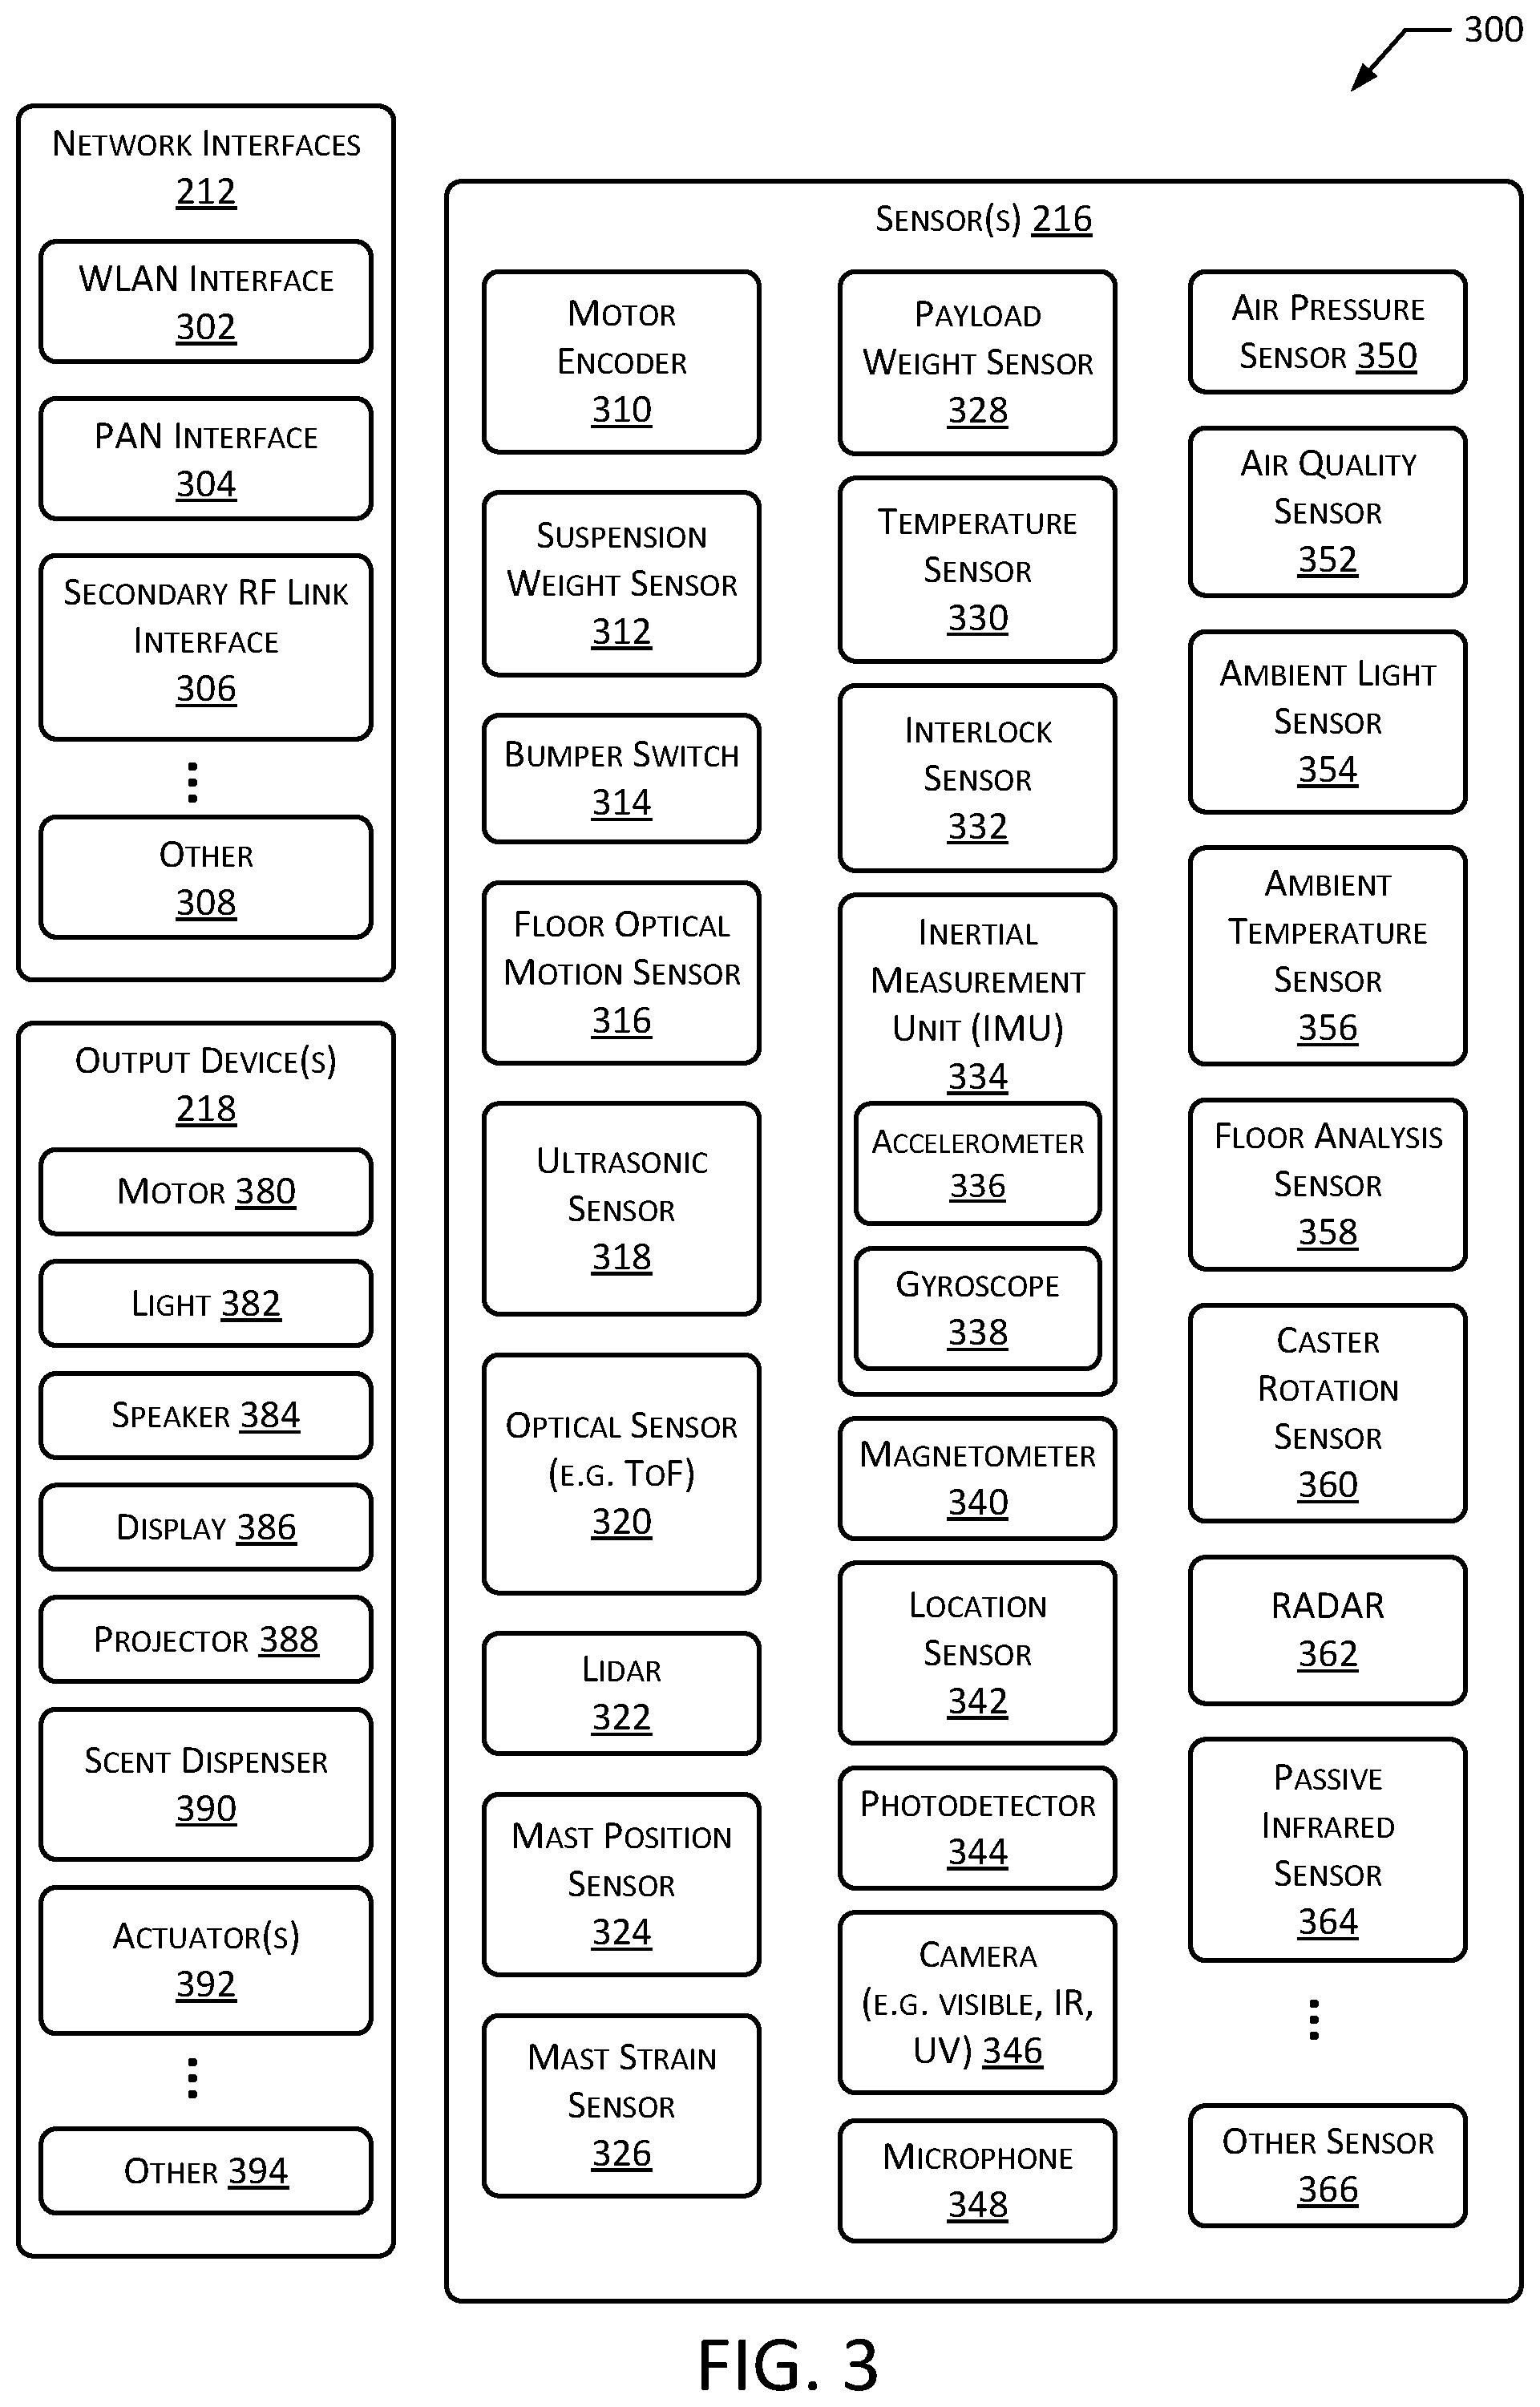 300
Network Interfaces
212
WLAN Interface
302
PAN Interface
304
Secondary RF Link
Interface
306
Other
308
Output Device(s)
218
Motor 380
Light 382
Speaker 384
Display 386
Projector 388
Scent Dispenser
390
Actuator(s)
392
Other 394
Sensor(s) 216
Motor
Encoder
310
Suspension
Weight Sensor
312
Bumper Switch
314
Floor Optical
Motion Sensor
316
Ultrasonic
Sensor
318
Optical Sensor
(e.g. ToF)
320
Lidar
322
Mast Position
Sensor
324
Mast Strain
Sensor
326
Payload
Weight Sensor
328
Temperature
Sensor
330
Interlock
Sensor
332
Inertial
Measurement
Unit (IMU)
334
Accelerometer
336
Gyroscope
338
Magnetometer
340
Location
Sensor
342
Photodetector
344
Camera
(e.g. visible, IR,
UV) 346
Microphone
348
Air Pressure
Sensor 350
Air Quality
Sensor
352
Ambient Light
Sensor
354
Ambient
Temperature
Sensor
356
Floor Analysis
Sensor
358
Caster
Rotation
Sensor
360
RADAR
362
Passive
Infrared
Sensor
364
Other Sensor
366
FIG. 3